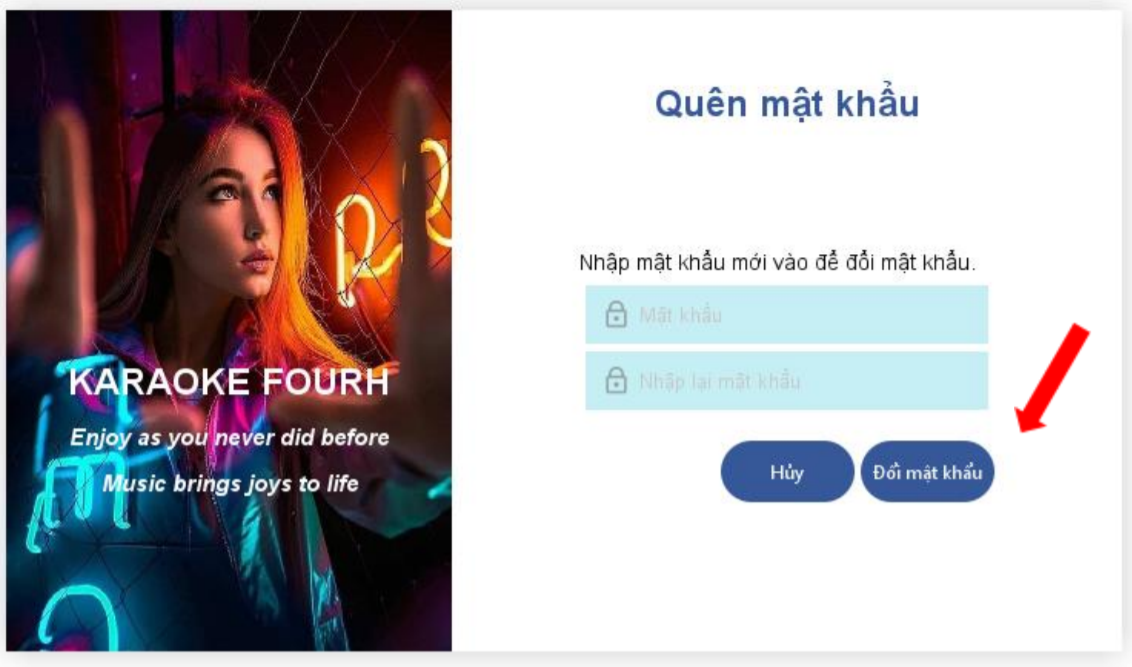 KARAOKE FOURH
Enjoy as you never did before
Music brings joys to life
Quên mật khẩu
Nhập mật khẩu mới vào để đổi mật khẩu.
Mật khẩu
Nhập lại mật khẩu
Hủy
Đổi mật khẩu